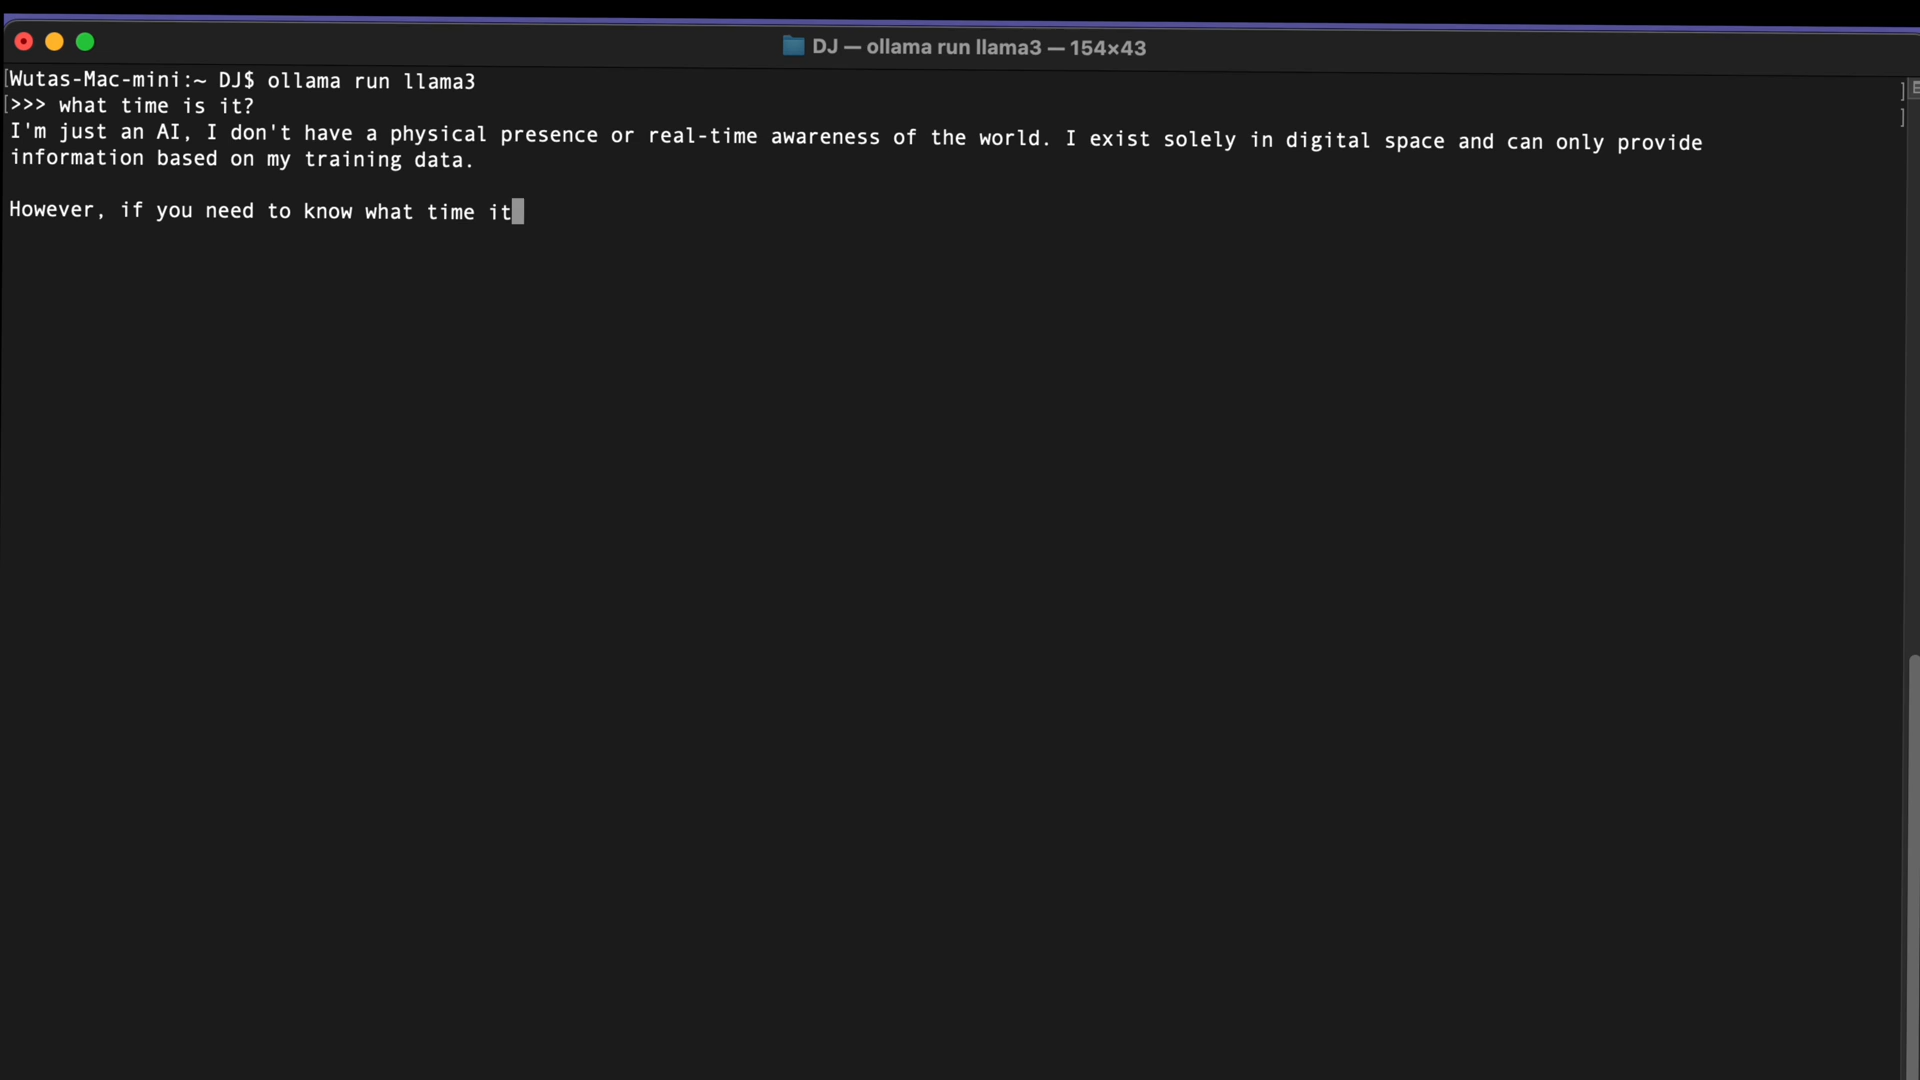 DJ — ollama run llama3 — 154×43
[Wutas-Mac-mini:~ DJ$ ollama run llama3 ]
[>>> what time is it? ]
I'm just an AI, I don't have a physical presence or real-time awareness of the world. I exist solely in digital space and can only provide
information based on my training data.
However, if you need to know what time it